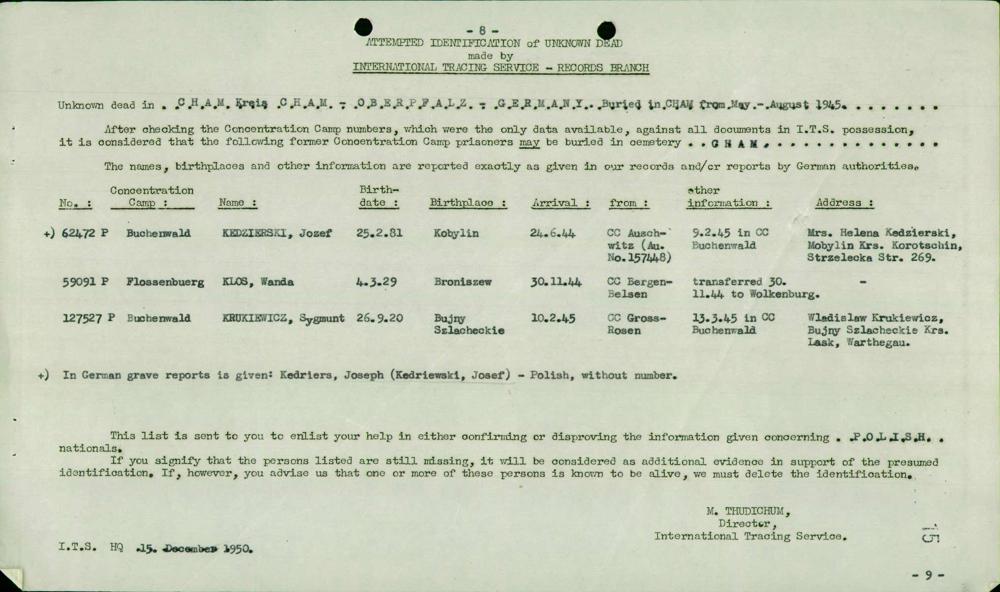 - 8 -
ATTEMPTED IDENTIFICATION of UNKNOWN DEAD
made by
INTERNATIONAL TRACING SERVICE - RECORDS BRANCH
Unknown dead in . .C.H.A.M. Kreis .C.H.A.M. - .O.B.E.R.P.F.A.L.Z. - .G.E.R.M.A.N.Y. . .Buried in CHAM from May.-.August 1945. . . . . . . .
After checking the Concentration Camp numbers, which were the only data available, against all documents in I.T.S. possession,
it is considered that the following former Concentration Camp prisoners may be buried in cemetery . . C H A M . . . . . . . . . . . . . . .
The names, birthplaces and other information are reported exactly as given in our records and/or reports by German authorities.
No. : Concentration Camp : Name : Birth-date : Birthplace : Arrival : from : other information : Address :
+) 62472 P Buchenwald KEDZIERSKI, Jozef 25.2.81 Kobylin 24.6.44 CC Ausch- 9.2.45 in CC Mrs. Helena Kedzierski,
witz (Au. Buchenwald Mobylin Krs. Korotschin,
No.157448) Strzelecka Str. 269.
59091 P Flossenbuerg KLOS, Wanda 4.3.29 Broniszew 30.11.44 CC Bergen- transferred 30. -
Belsen 11.44 to Wolkenburg.
127527 P Buchenwald KRUKIEWICZ, Sygmunt 26.9.20 Bujny 10.2.45 CC Gross- 13.3.45 in CC Wladislaw Krukiewicz,
Szlacheckie Rosen Buchenwald Bujny Szlacheckie Krs.
Lask, Warthegau.
+) In German grave reports is given: Kedriers, Joseph (Kedriewski, Josef) - Polish, without number.
This list is sent to you to enlist your help in either confirming or disproving the information given concerning . .P.O.L.I.S.H. .
nationals.
If you signify that the persons listed are still missing, it will be considered as additional evidence in support of the presumed
identification. If, however, you advise us that one or more of these persons is known to be alive, we must delete the identification.
M. THUDICHUM,
Director,
International Tracing Service.
I.T.S. HQ .15. December 1950.
15
- 9 -